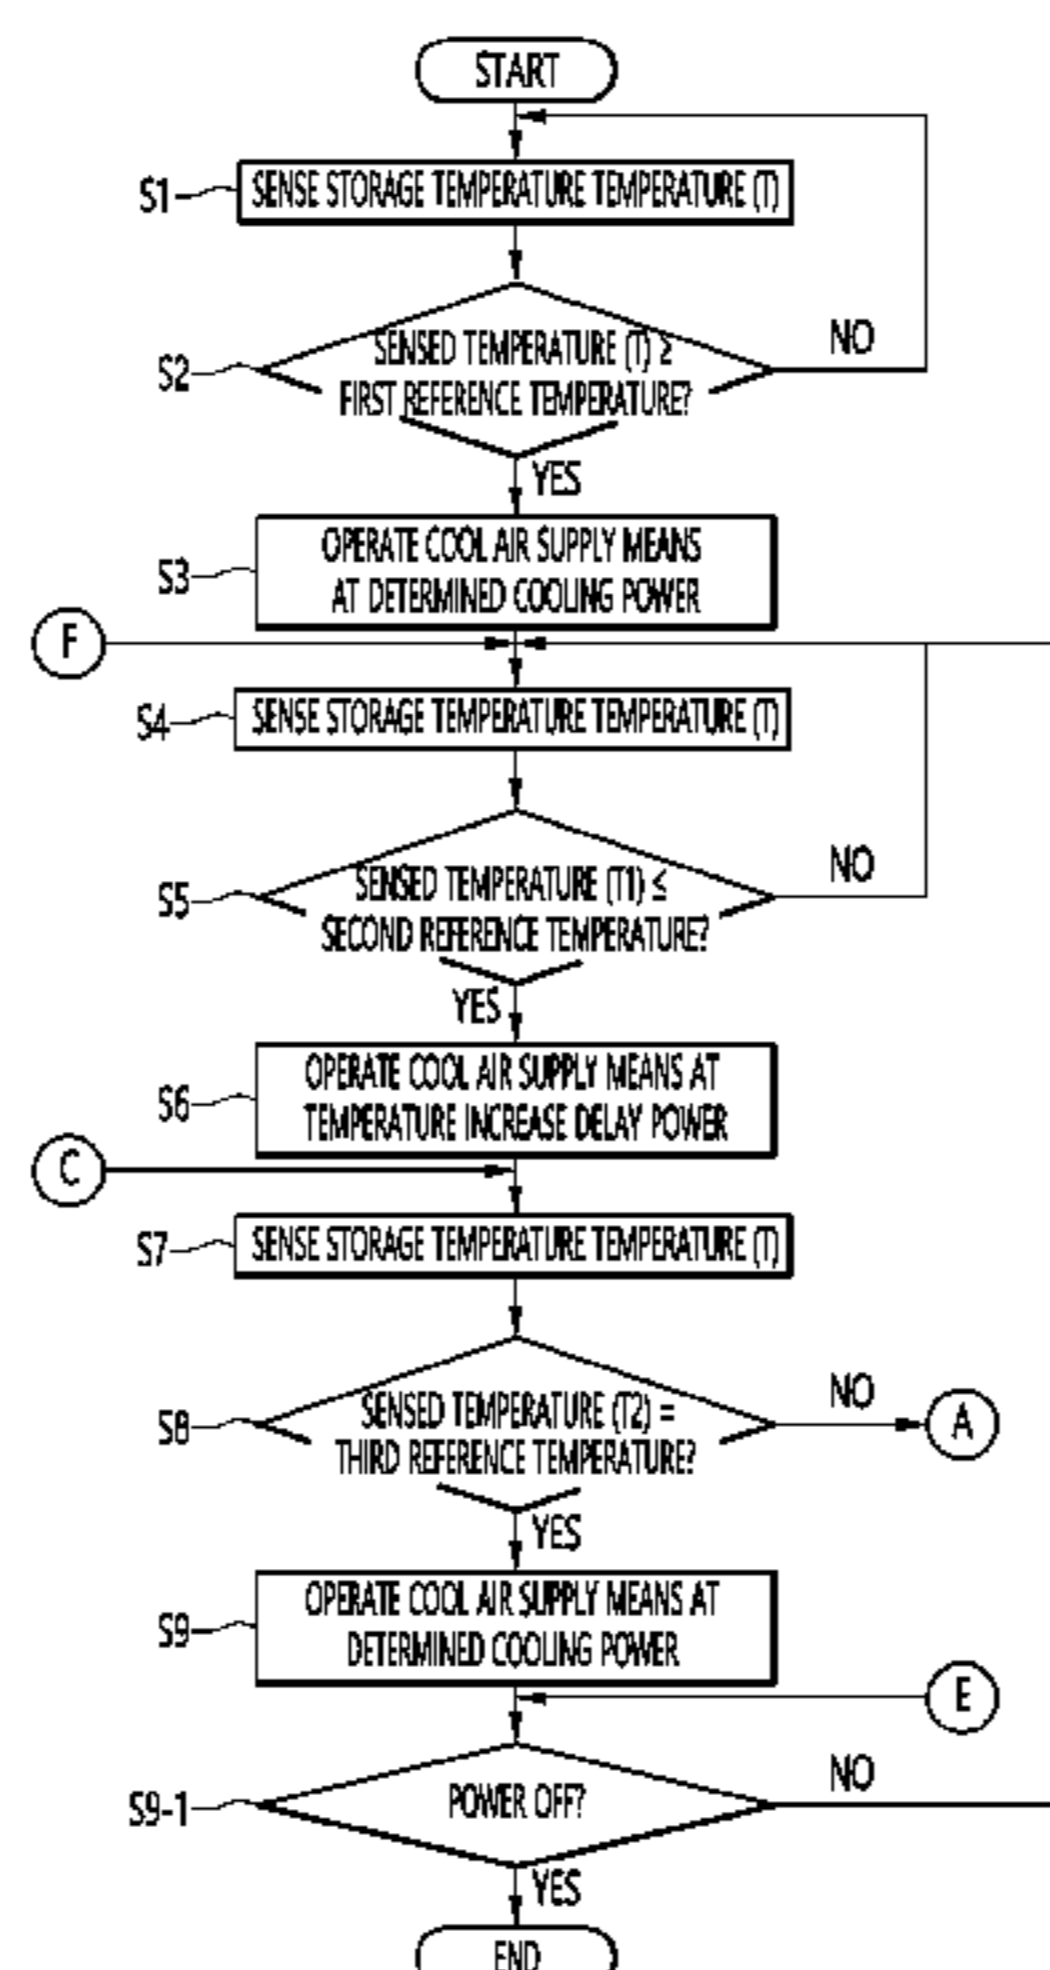 START
S1
SENSE STORAGE TEMPERATURE TEMPERATURE (T)
S2
SENSED TEMPERATURE (T) ≥
FIRST REFERENCE TEMPERATURE?
NO
YES
S3
OPERATE COOL AIR SUPPLY MEANS
AT DETERMINED COOLING POWER
F
S4
SENSE STORAGE TEMPERATURE TEMPERATURE (T)
S5
SENSED TEMPERATURE (T1) ≤
SECOND REFERENCE TEMPERATURE?
NO
YES
S6
OPERATE COOL AIR SUPPLY MEANS AT
TEMPERATURE INCREASE DELAY POWER
C
S7
SENSE STORAGE TEMPERATURE TEMPERATURE (T)
S8
SENSED TEMPERATURE (T2) =
THIRD REFERENCE TEMPERATURE?
NO
A
YES
S9
OPERATE COOL AIR SUPPLY MEANS AT
DETERMINED COOLING POWER
E
S9-1
POWER OFF?
NO
YES
END